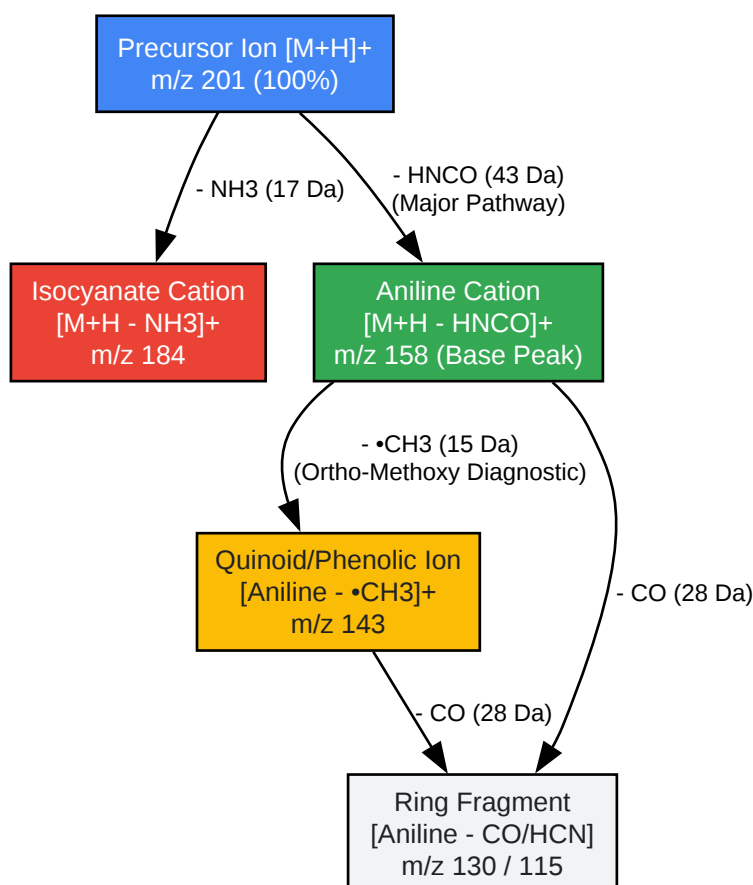 Precursor Ion [M+H]+
m/z 201 (100%)
- NH3 (17 Da)
- HNCO (43 Da)
(Major Pathway)
Isocyanate Cation
[M+H - NH3]+
m/z 184
Aniline Cation
[M+H - HNCO]+
m/z 158 (Base Peak)
- •CH3 (15 Da)
(Ortho-Methoxy Diagnostic)
Quinoid/Phenolic Ion
[Aniline - •CH3]+
m/z 143
- CO (28 Da)
- CO (28 Da)
Ring Fragment
[Aniline - CO/HCN]
m/z 130 / 115